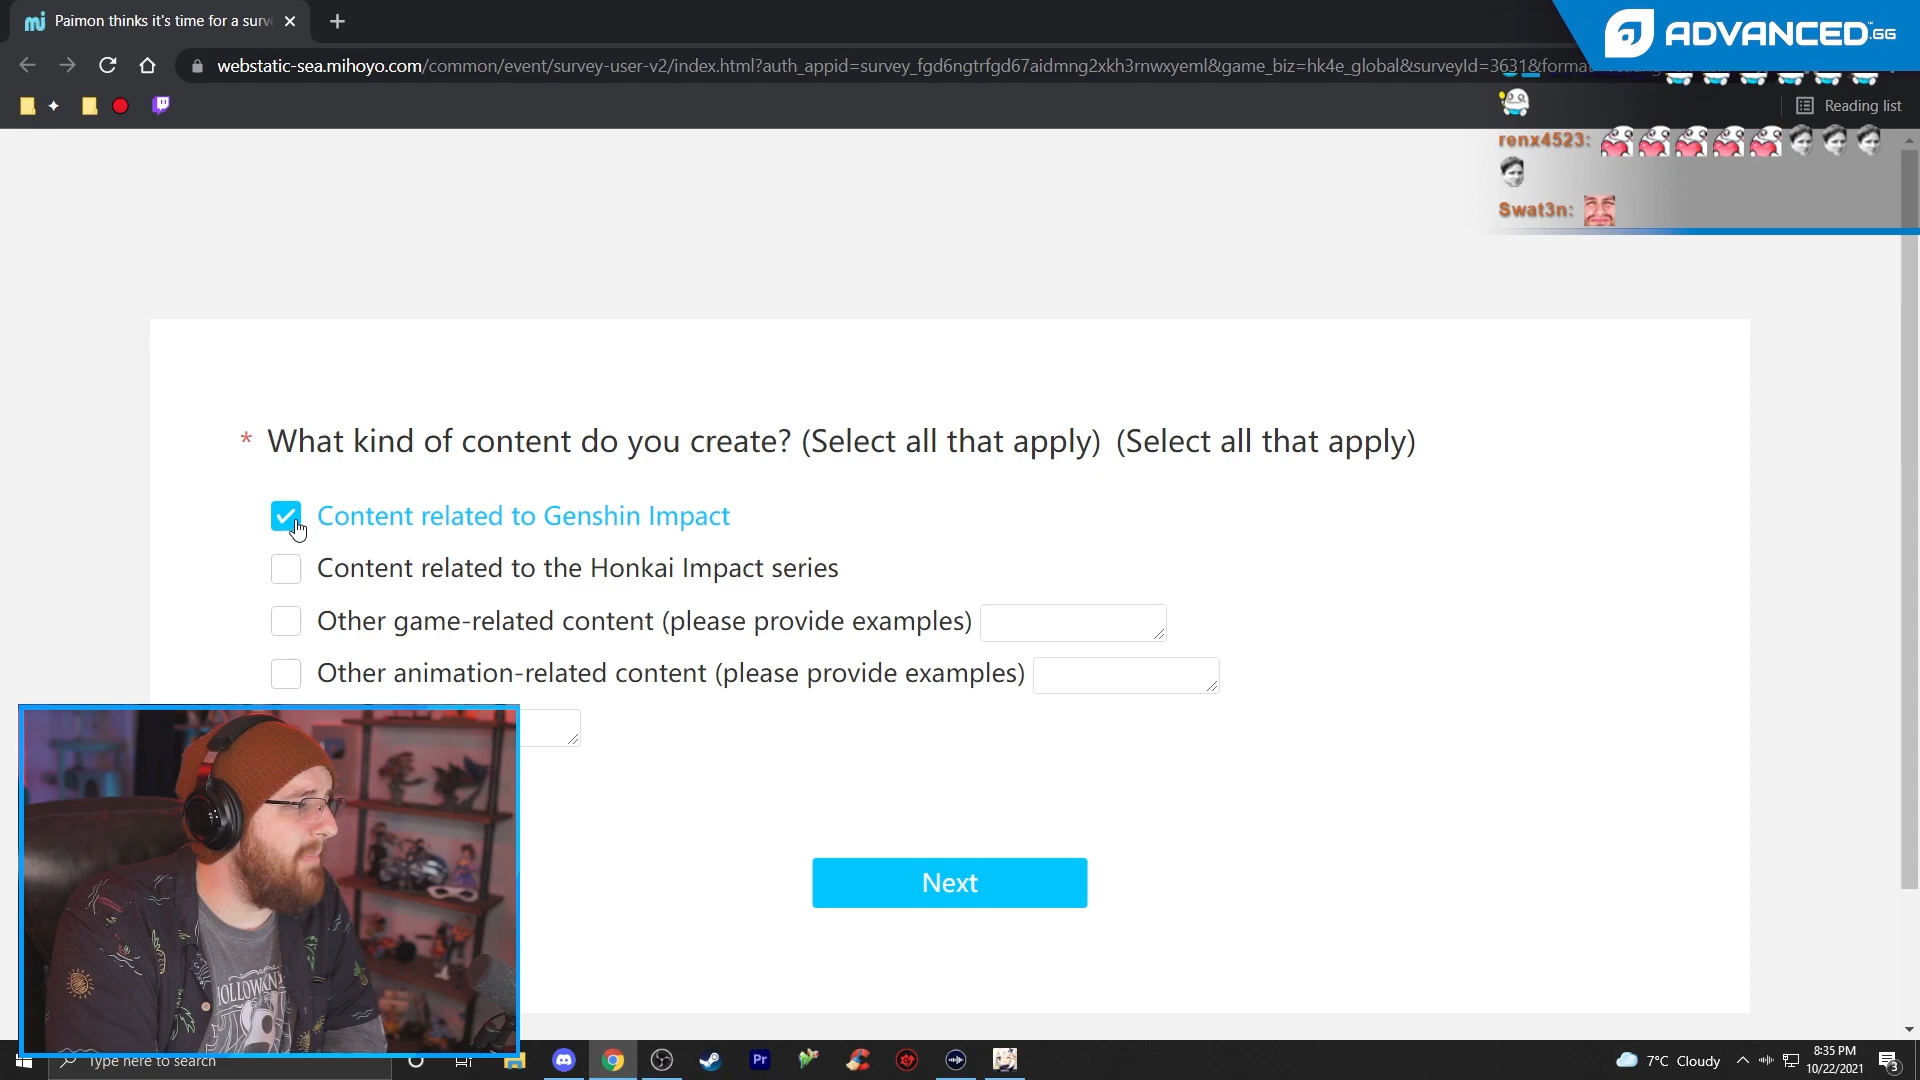 Paimon thinks it's time for a surv
ADVANCED.GG
webstatic-sea.mihoyo.com/common/event/survey-user-v2/index.html?auth_appid=survey_fgd6ngtrfgd67aidmng2xkh3rnwxyeml&game_biz=hk4e_global&surveyId=3631&format
Reading list
renx4523:
Swat3n:
* What kind of content do you create? (Select all that apply) (Select all that apply)
Content related to Genshin Impact
Content related to the Honkai Impact series
Other game-related content (please provide examples)
Other animation-related content (please provide examples)
Next
Type here to search
Pr
7°C Cloudy
8:35 PM
10/22/2021
3